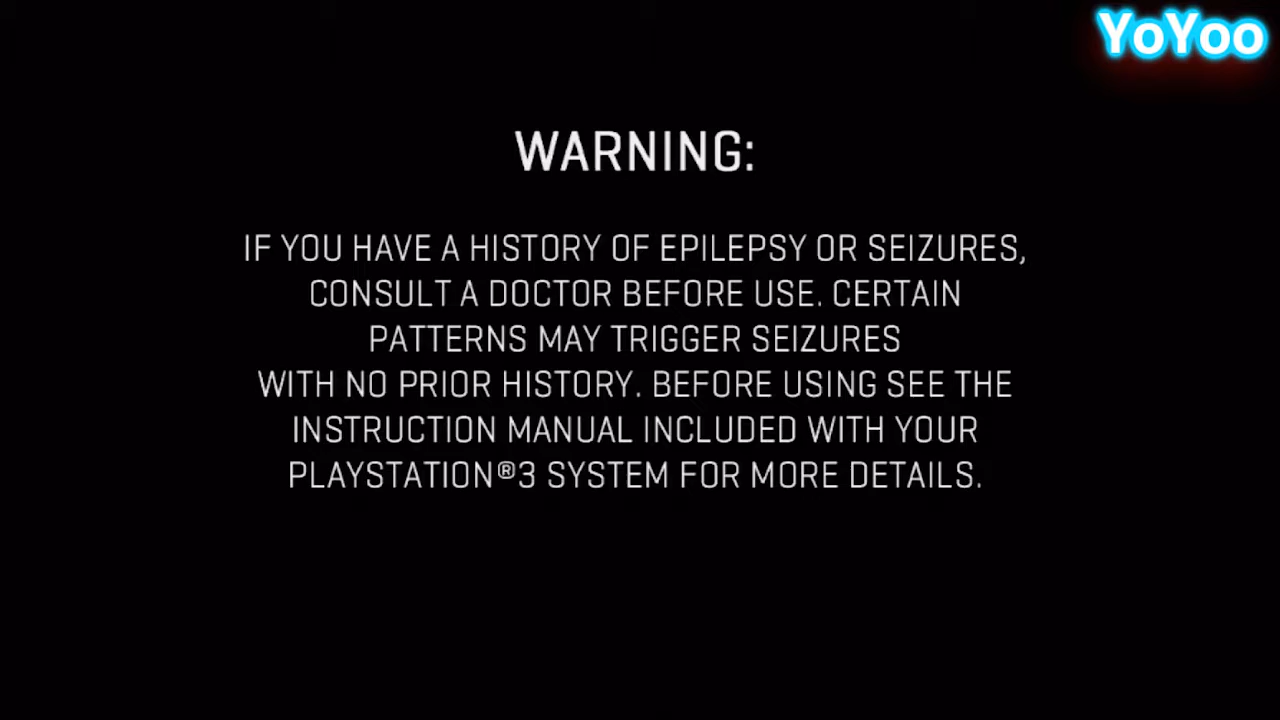 YoYoo
WARNING:
IF YOU HAVE A HISTORY OF EPILEPSY OR SEIZURES,
CONSULT A DOCTOR BEFORE USE. CERTAIN
PATTERNS MAY TRIGGER SEIZURES
WITH NO PRIOR HISTORY. BEFORE USING SEE THE
INSTRUCTION MANUAL INCLUDED WITH YOUR
PLAYSTATION®3 SYSTEM FOR MORE DETAILS.